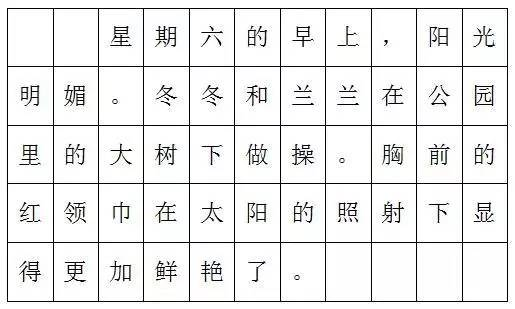 星期六的早上，阳光
明媚。冬冬和兰兰在公园
里的大树下做操。胸前的
红领巾在太阳的照射下显
得更加鲜艳了。